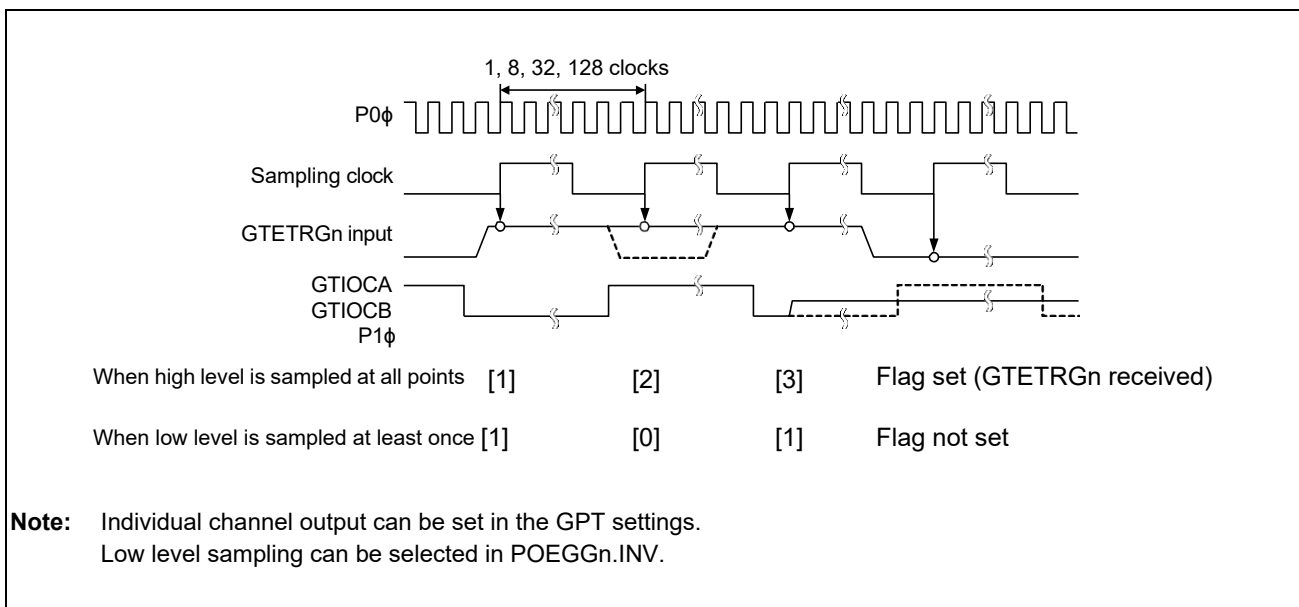 1, 8, 32, 128 clocks
P0ϕ
Sampling clock
GTETRGn input
GTIOCA
GTIOCB
P1ϕ
When high level is sampled at all points [1] [2] [3] Flag set (GTETRGn received)
When low level is sampled at least once [1] [0] [1] Flag not set
Note: Individual channel output can be set in the GPT settings.
Low level sampling can be selected in POEGGn.INV.